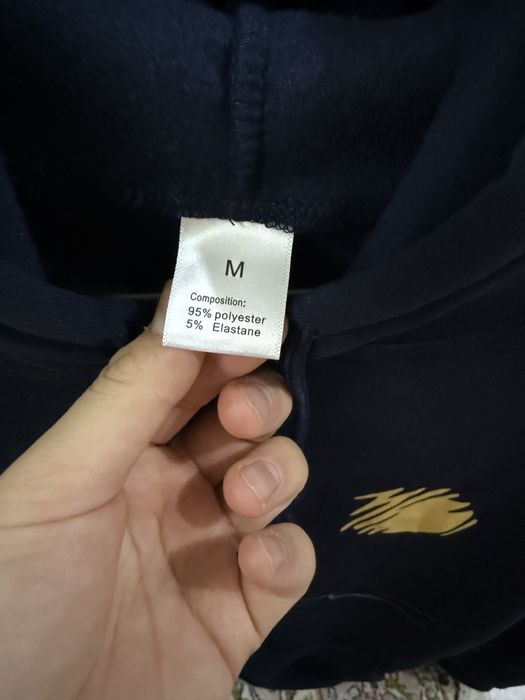 M
Composition:
95% polyester
5% Elastane